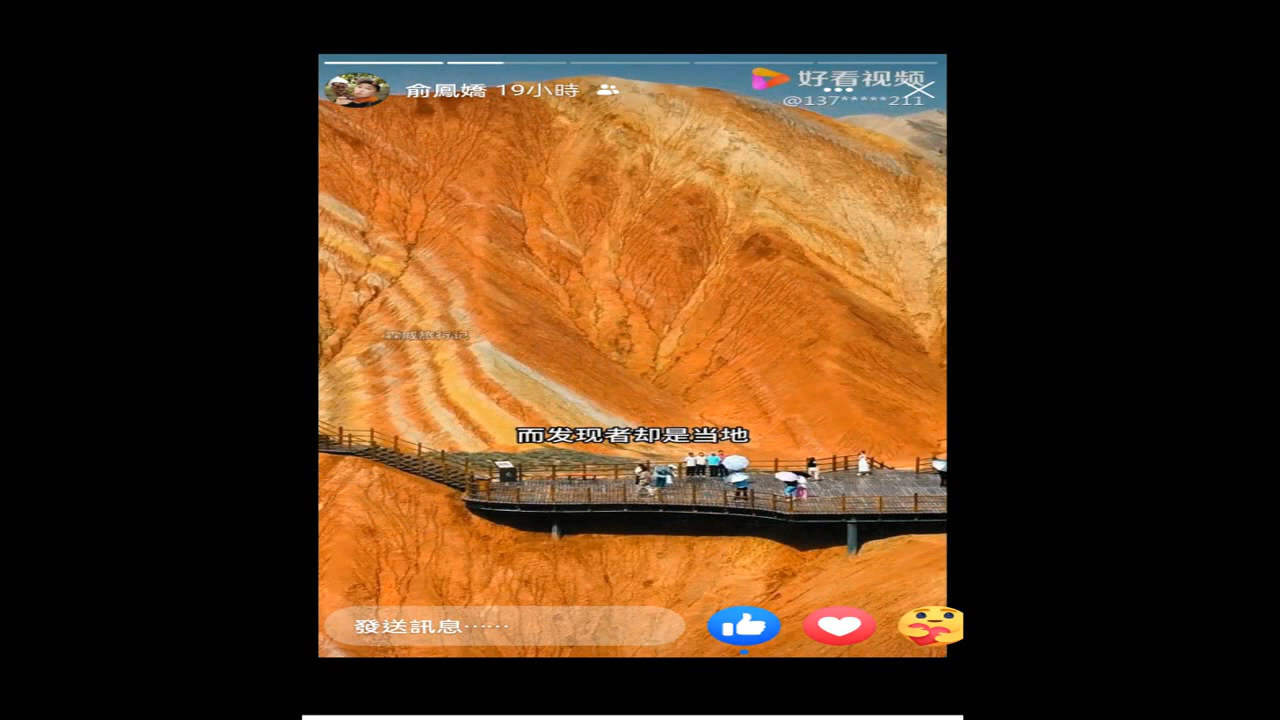 俞鳳嬌 19小時
好看视频
@137*****211
而发现者却是当地
發送訊息······